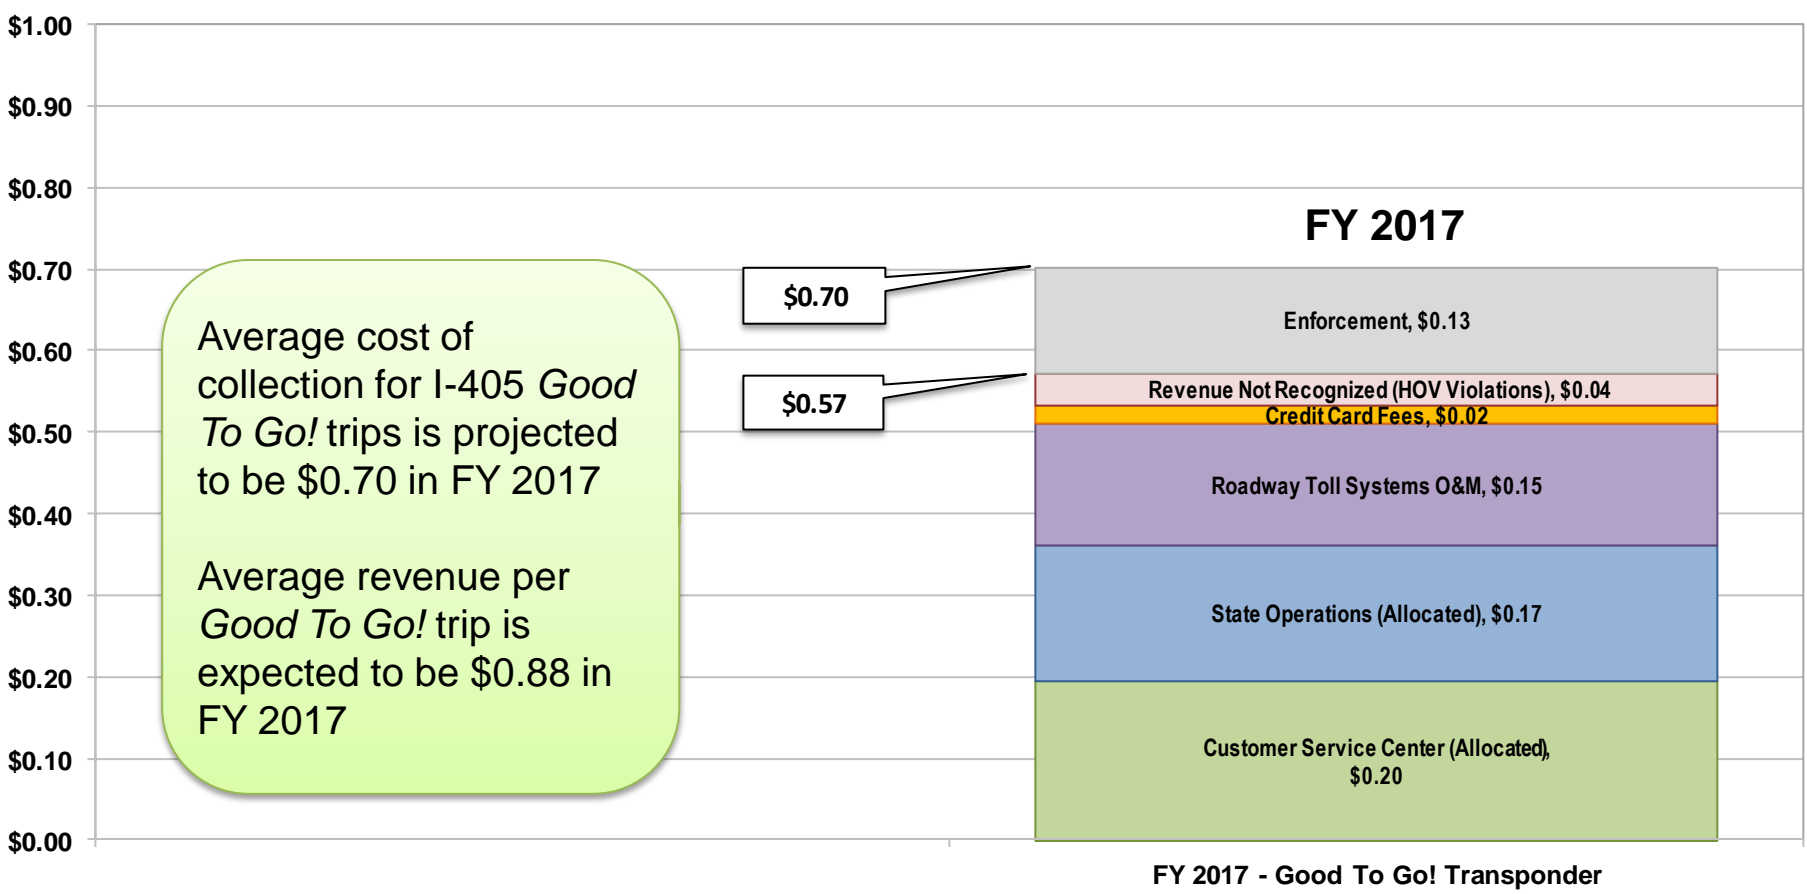 $1.00
$0.90
$0.80
$0.70
$0.60
$0.50
$0.40
$0.30
$0.20
$0.10
$0.00
Average cost of
collection for I-405 Good
To Go! trips is projected
to be $0.70 in FY 2017
Average revenue per
Good To Go! trip is
expected to be $0.88 in
FY 2017
$0.70
$0.57
FY 2017
Enforcement, $0.13
Revenue Not Recognized (HOV Violations), $0.04
Credit Card Fees, $0.02
Roadway Toll Systems O&M, $0.15
State Operations (Allocated), $0.17
Customer Service Center (Allocated),
$0.20
FY 2017 - Good To Go! Transponder